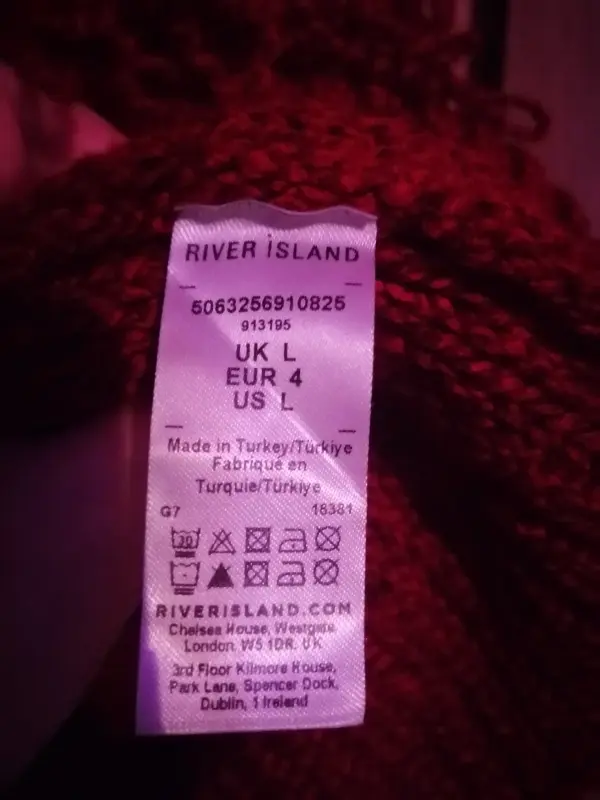 RIVER iSLAND
5063256910825
913195
UK L
EUR 4
US L
Made in Turkey/Türkiye
Fabriqué en
Turquie/Türkiye
G7 18381
30
RIVERISLAND.COM
Chelsea House, Westgate,
London. W5 1DR. UK
3rd Floor Kilmore House,
Park Lane, Spencer Dock,
Dublin, 1 Ireland